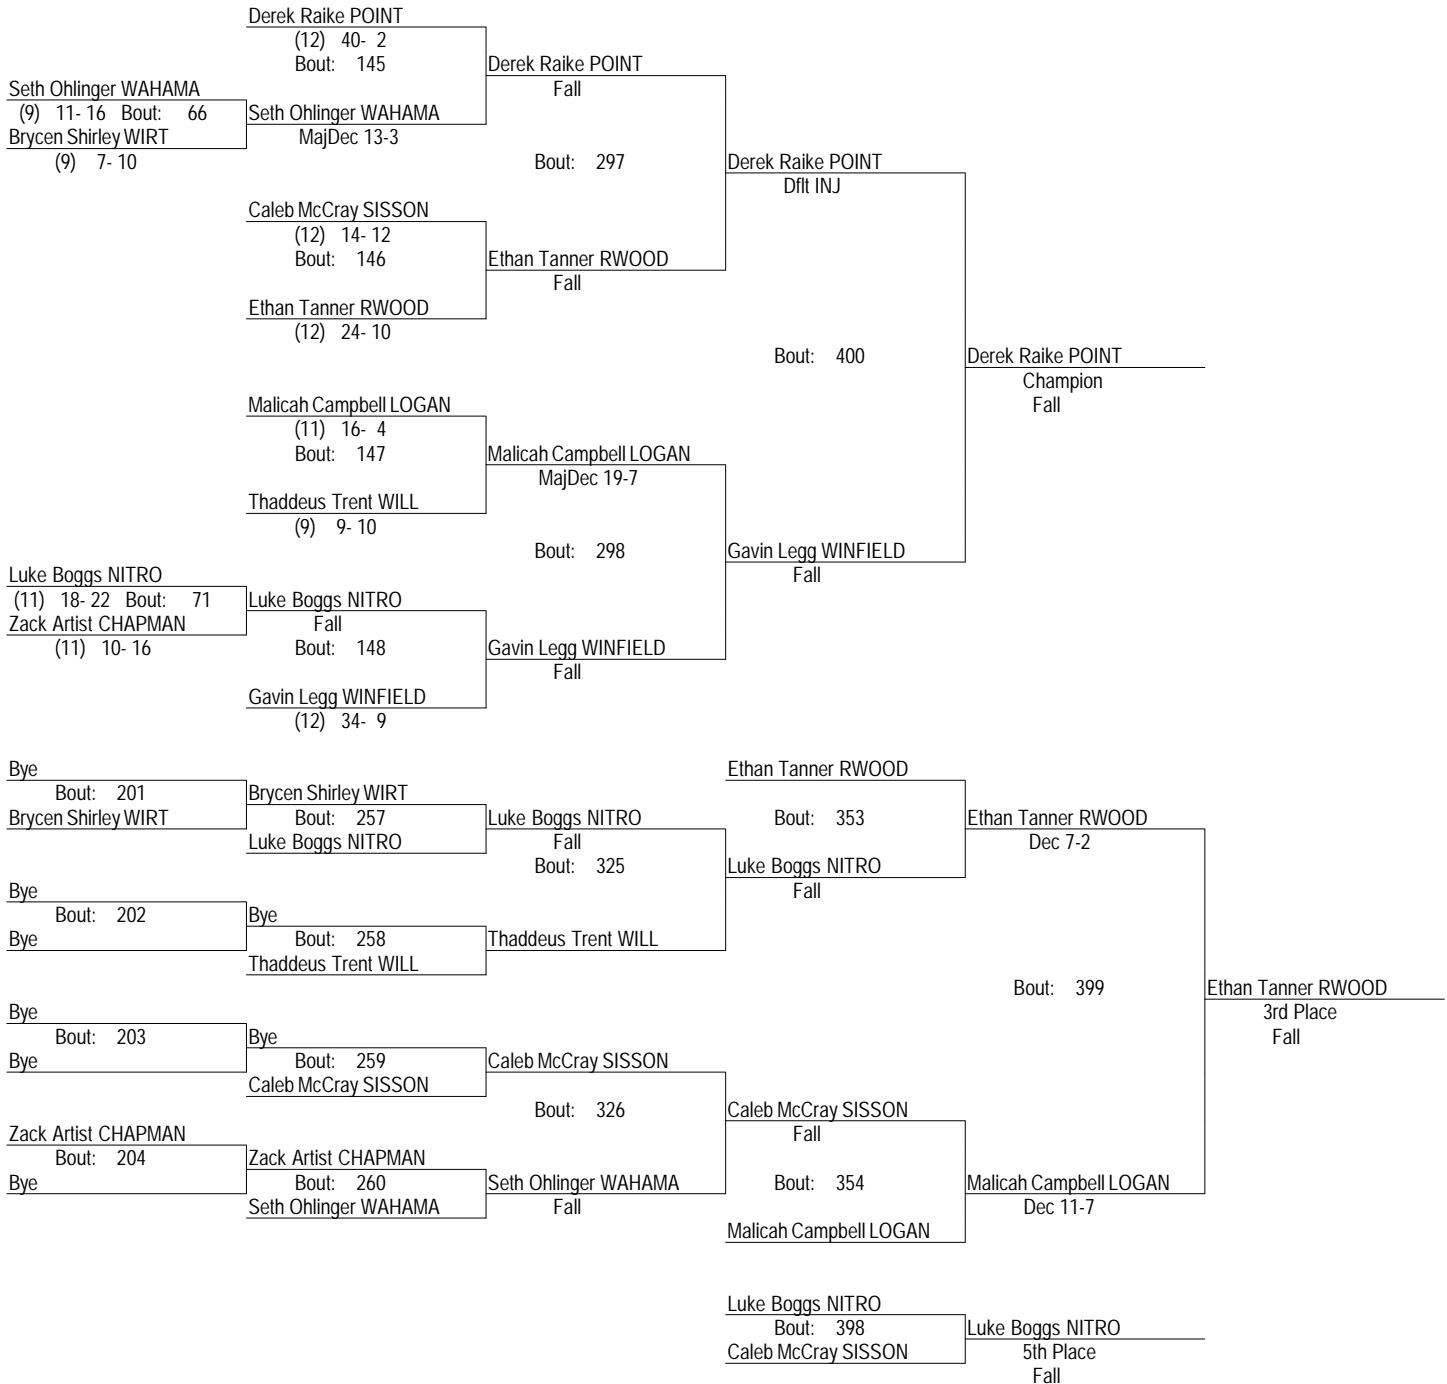 Derek Raike POINT
(12) 40- 2
Bout: 145
Derek Raike POINT
Fall
Seth Ohlinger WAHAMA
(9) 11- 16 Bout: 66
Seth Ohlinger WAHAMA
MajDec 13-3
Brycen Shirley WIRT
(9) 7- 10
Bout: 297
Derek Raike POINT
Dflt INJ
Caleb McCray SISSON
(12) 14- 12
Bout: 146
Ethan Tanner RWOOD
Fall
Ethan Tanner RWOOD
(12) 24- 10
Bout: 400
Derek Raike POINT
Champion
Fall
Malicah Campbell LOGAN
(11) 16- 4
Bout: 147
Malicah Campbell LOGAN
MajDec 19-7
Thaddeus Trent WILL
(9) 9- 10
Bout: 298
Gavin Legg WINFIELD
Fall
Luke Boggs NITRO
(11) 18- 22 Bout: 71
Luke Boggs NITRO
Fall
Zack Artist CHAPMAN
(11) 10- 16
Bout: 148
Gavin Legg WINFIELD
Fall
Gavin Legg WINFIELD
(12) 34- 9
Bye
Bout: 201
Brycen Shirley WIRT
Brycen Shirley WIRT
Bout: 257
Luke Boggs NITRO
Luke Boggs NITRO
Fall
Bout: 325
Ethan Tanner RWOOD
Bout: 353
Luke Boggs NITRO
Fall
Ethan Tanner RWOOD
Dec 7-2
Bye
Bout: 202
Bye
Bye
Bout: 258
Thaddeus Trent WILL
Thaddeus Trent WILL
Bout: 399
Ethan Tanner RWOOD
3rd Place
Fall
Bye
Bout: 203
Bye
Bye
Bout: 259
Caleb McCray SISSON
Caleb McCray SISSON
Bout: 326
Caleb McCray SISSON
Fall
Zack Artist CHAPMAN
Bout: 204
Bye
Zack Artist CHAPMAN
Bout: 260
Seth Ohlinger WAHAMA
Seth Ohlinger WAHAMA
Fall
Bout: 354
Malicah Campbell LOGAN
Malicah Campbell LOGAN
Dec 11-7
Luke Boggs NITRO
Bout: 398
Caleb McCray SISSON
Luke Boggs NITRO
5th Place
Fall